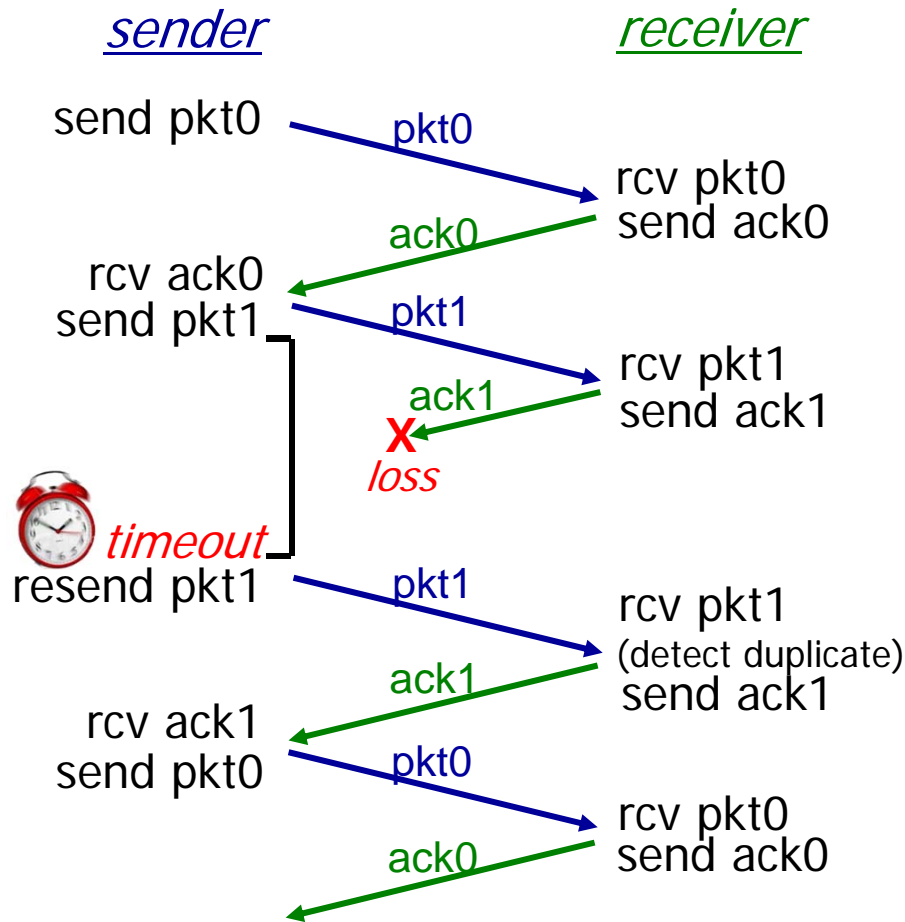 sender
receiver
send pkt0
pkt0
rcv pkt0
send ack0
ack0
rcv ack0
send pkt1
pkt1
rcv pkt1
send ack1
ack1
X
loss
timeout
resend pkt1
pkt1
rcv pkt1
(detect duplicate)
send ack1
ack1
rcv ack1
send pkt0
pkt0
rcv pkt0
send ack0
ack0